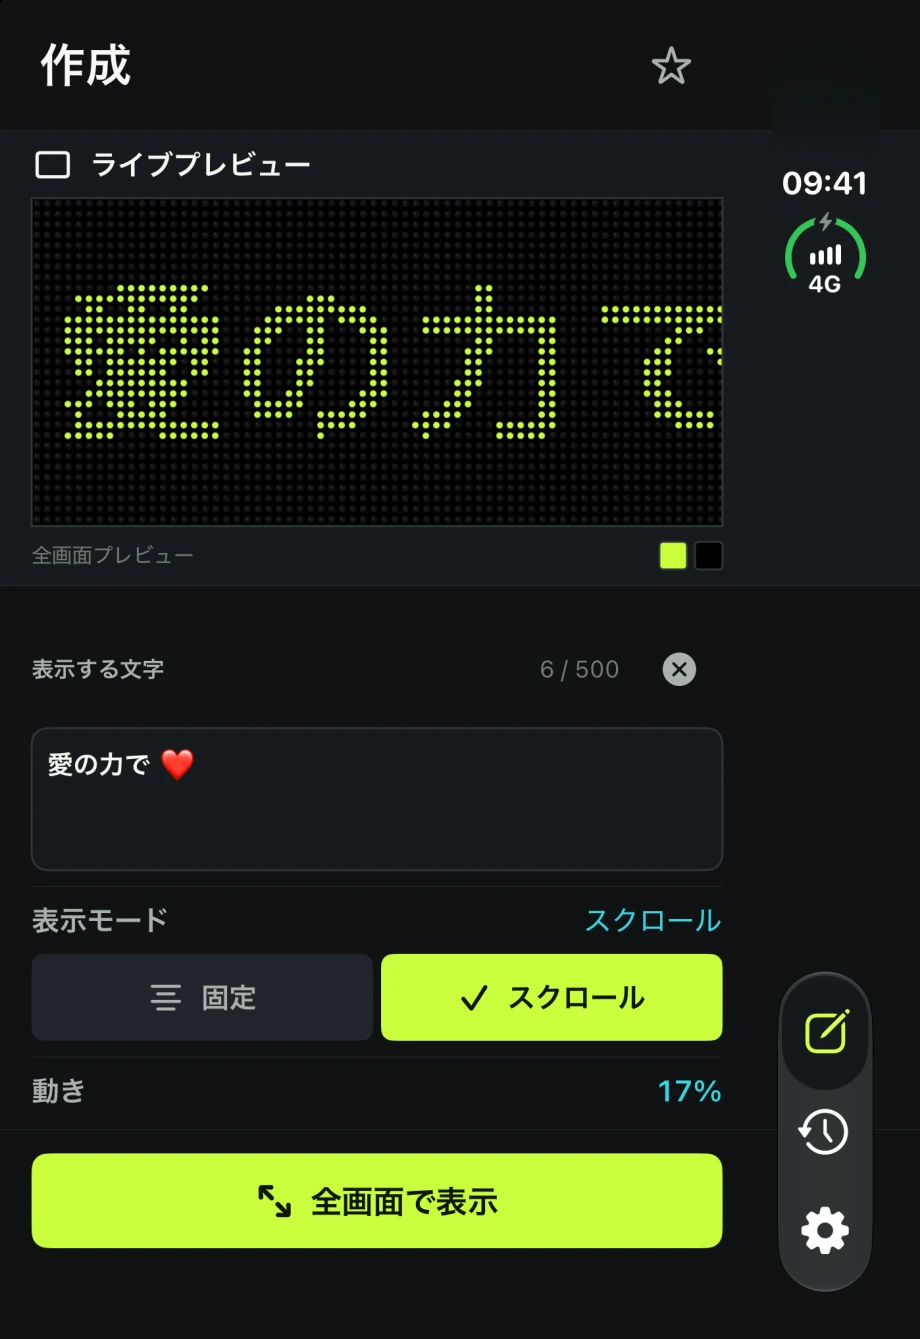 作成
ライブプレビュー
09:41
4G
愛の力で
全画面プレビュー
表示する文字
6 / 500
愛の力で ❤️
表示モード
スクロール
固定
スクロール
動き
17%
全画面で表示